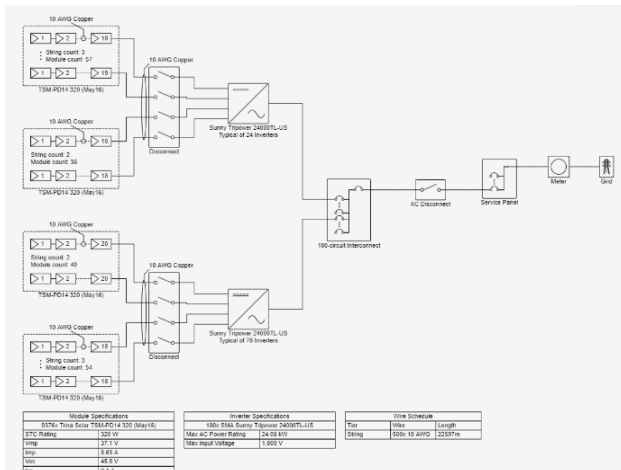 10 AWG Copper
1 2 19
String count: 3
Module count: 57
1 2 19
TSM-PD14 320 (May16)
10 AWG Copper
1 2 18
String count: 2
Module count: 36
1 2 18
TSM-PD14 320 (May16)
10 AWG Copper
Disconnect
Sunny Tripower 24000TL-US
Typical of 24 Inverters
10 AWG Copper
1 2 20
String count: 2
Module count: 40
1 2 20
TSM-PD14 320 (May16)
10 AWG Copper
1 2 18
String count: 3
Module count: 54
1 2 18
TSM-PD14 320 (May16)
10 AWG Copper
Disconnect
Sunny Tripower 24000TL-US
Typical of 76 Inverters
100-circuit Interconnect
AC Disconnect
Service Panel
Meter
Grid
Module Specifications
9376x Trina Solar TSM-PD14 320 (May16)
STC Rating 320 W
Vmp 37.1 V
Imp 8.63 A
Voc 45.8 V
Inverter Specifications
100x SMA Sunny Tripower 24000TL-US
Max AC Power Rating 24.06 kW
Max Input Voltage 1,000 V
Wire Schedule
Tier Wire Length
String 500x 10 AWG 22597m